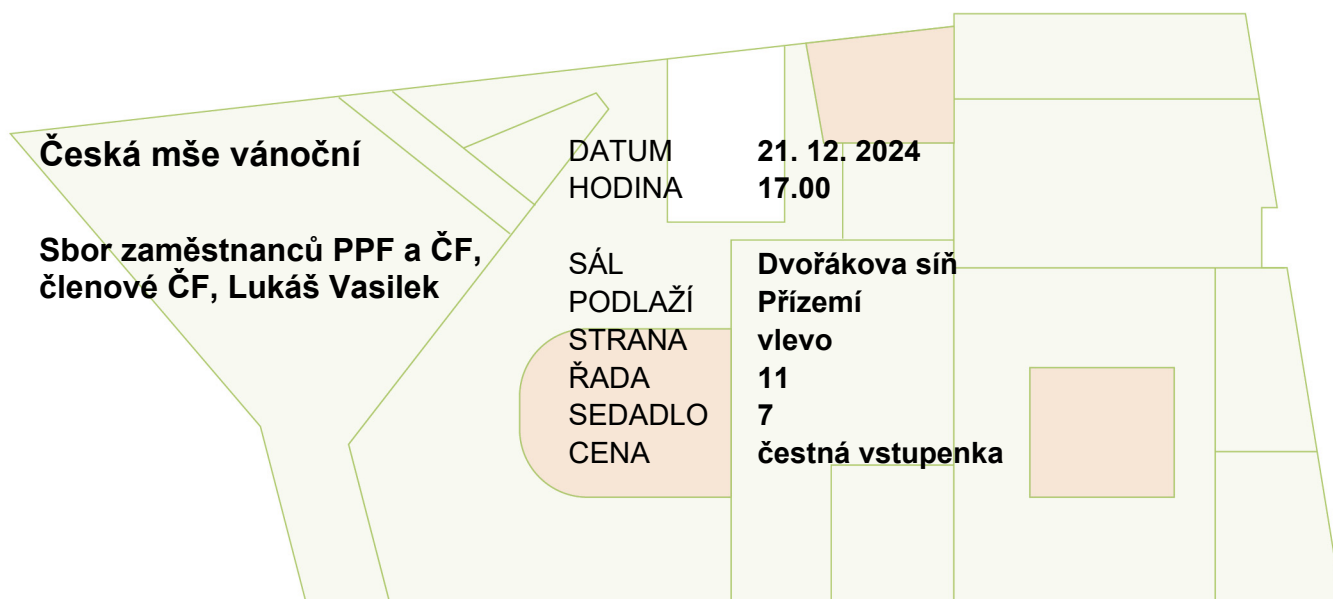 Česká mše vánoční
Sbor zaměstnanců PPF a ČF,
členové ČF, Lukáš Vasilek
DATUM 21. 12. 2024
HODINA 17.00
SÁL Dvořákova síň
PODLAŽÍ Přízemí
STRANA vlevo
ŘADA 11
SEDADLO 7
CENA čestná vstupenka